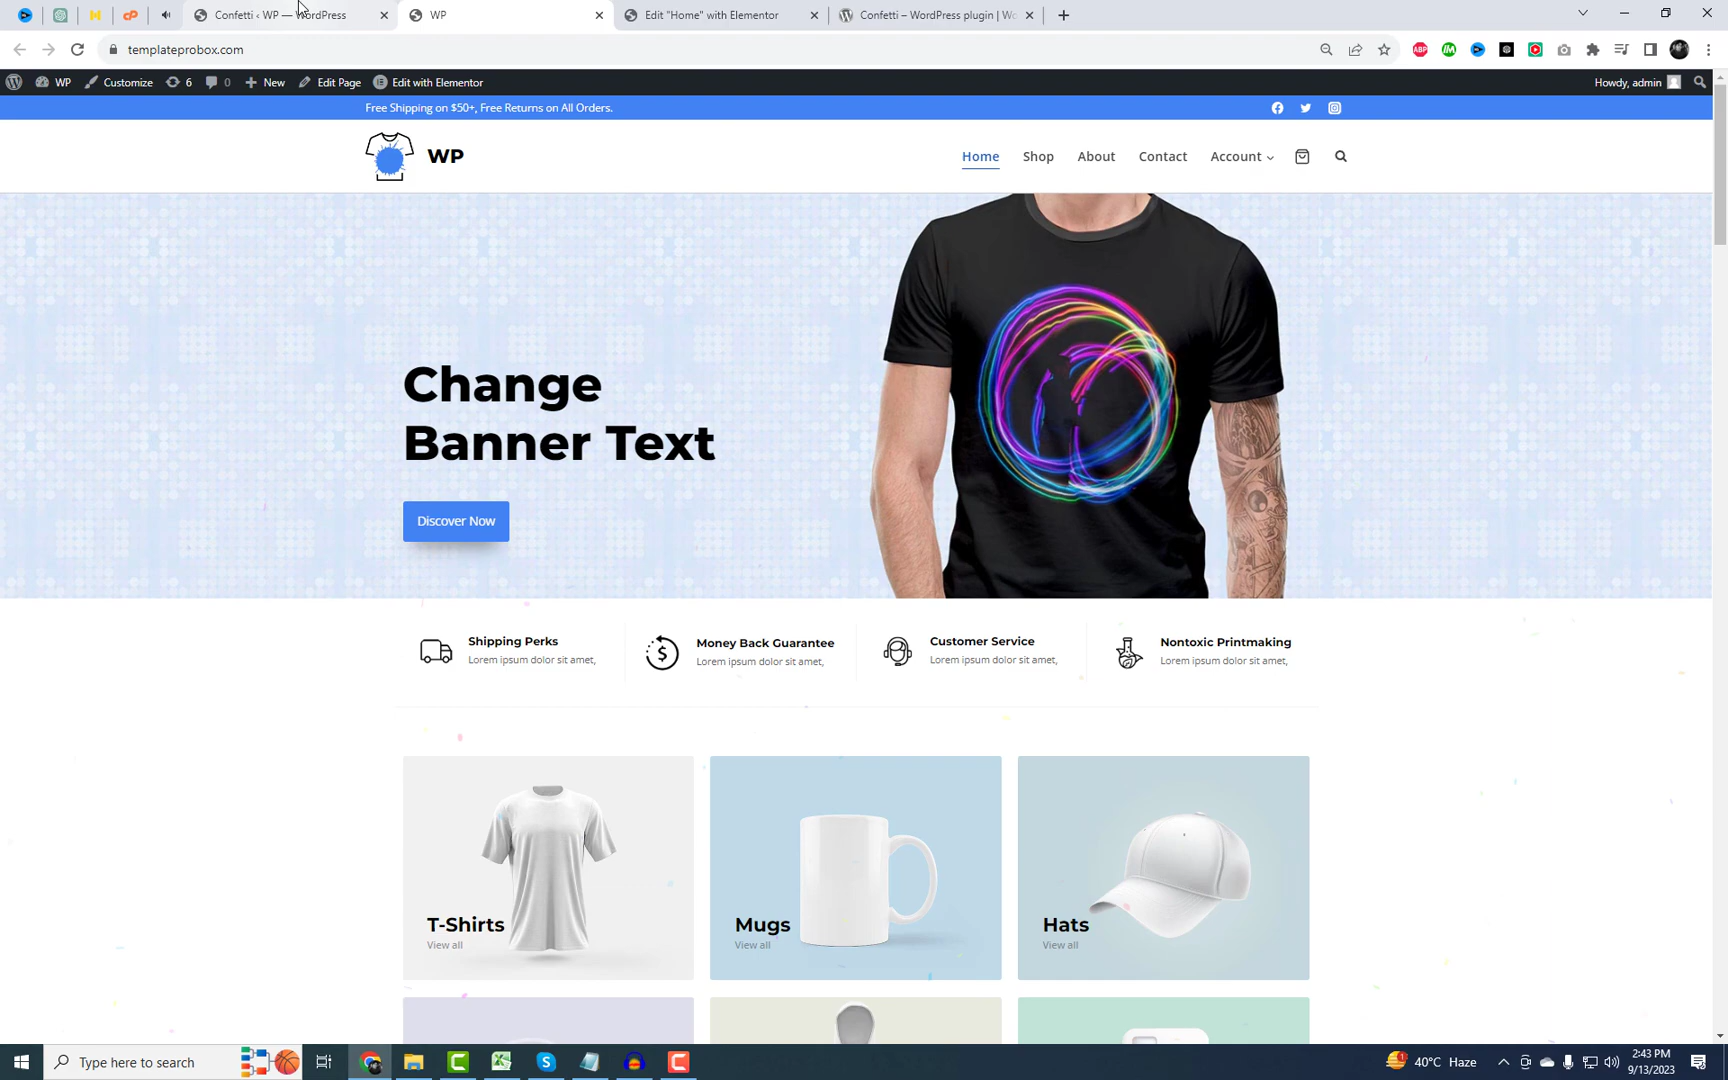 Confetti ‹ WP — WordPress
WP
Edit "Home" with Elementor
Confetti – WordPress plugin | Wo
templateprobox.com
WP
Customize
6
0
New
Edit Page
Edit with Elementor
Howdy, admin
Free Shipping on $50+, Free Returns on All Orders.
WP
Home
Shop
About
Contact
Account
Change
Banner Text
Discover Now
Shipping Perks
Lorem ipsum dolor sit amet,
Money Back Guarantee
Lorem ipsum dolor sit amet,
Customer Service
Lorem ipsum dolor sit amet,
Nontoxic Printmaking
Lorem ipsum dolor sit amet,
T-Shirts
View all
Mugs
View all
Hats
View all
Type here to search
40°C Haze
2:43 PM
9/13/2023